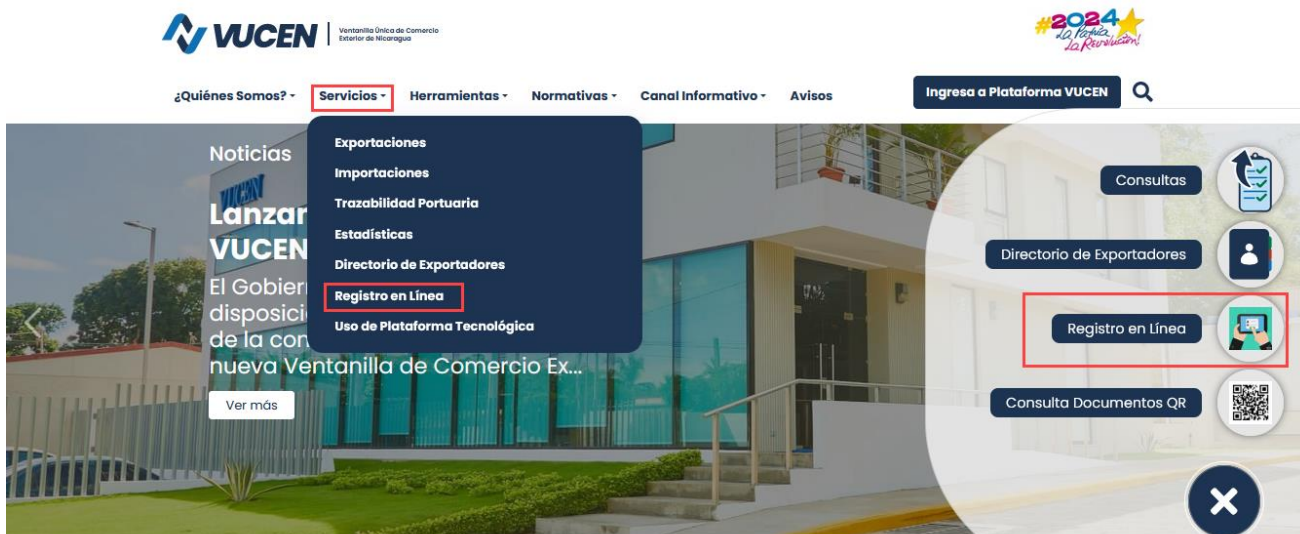 VUCEN
Ventanilla Única de Comercio
Exterior de Nicaragua
#2024
La Patria,
La Revolución!
¿Quiénes Somos?
Servicios
Herramientas
Normativas
Canal Informativo
Avisos
Ingresa a Plataforma VUCEN
Exportaciones
Importaciones
Trazabilidad Portuaria
Estadísticas
Directorio de Exportadores
Registro en Línea
Uso de Plataforma Tecnológica
Noticias
VUCEN
Lanzar
VUCEN
El Gobier
disposici
de la con
nueva Ventanilla de Comercio Ex...
Ver más
Consultas
Directorio de Exportadores
Registro en Línea
Consulta Documentos QR